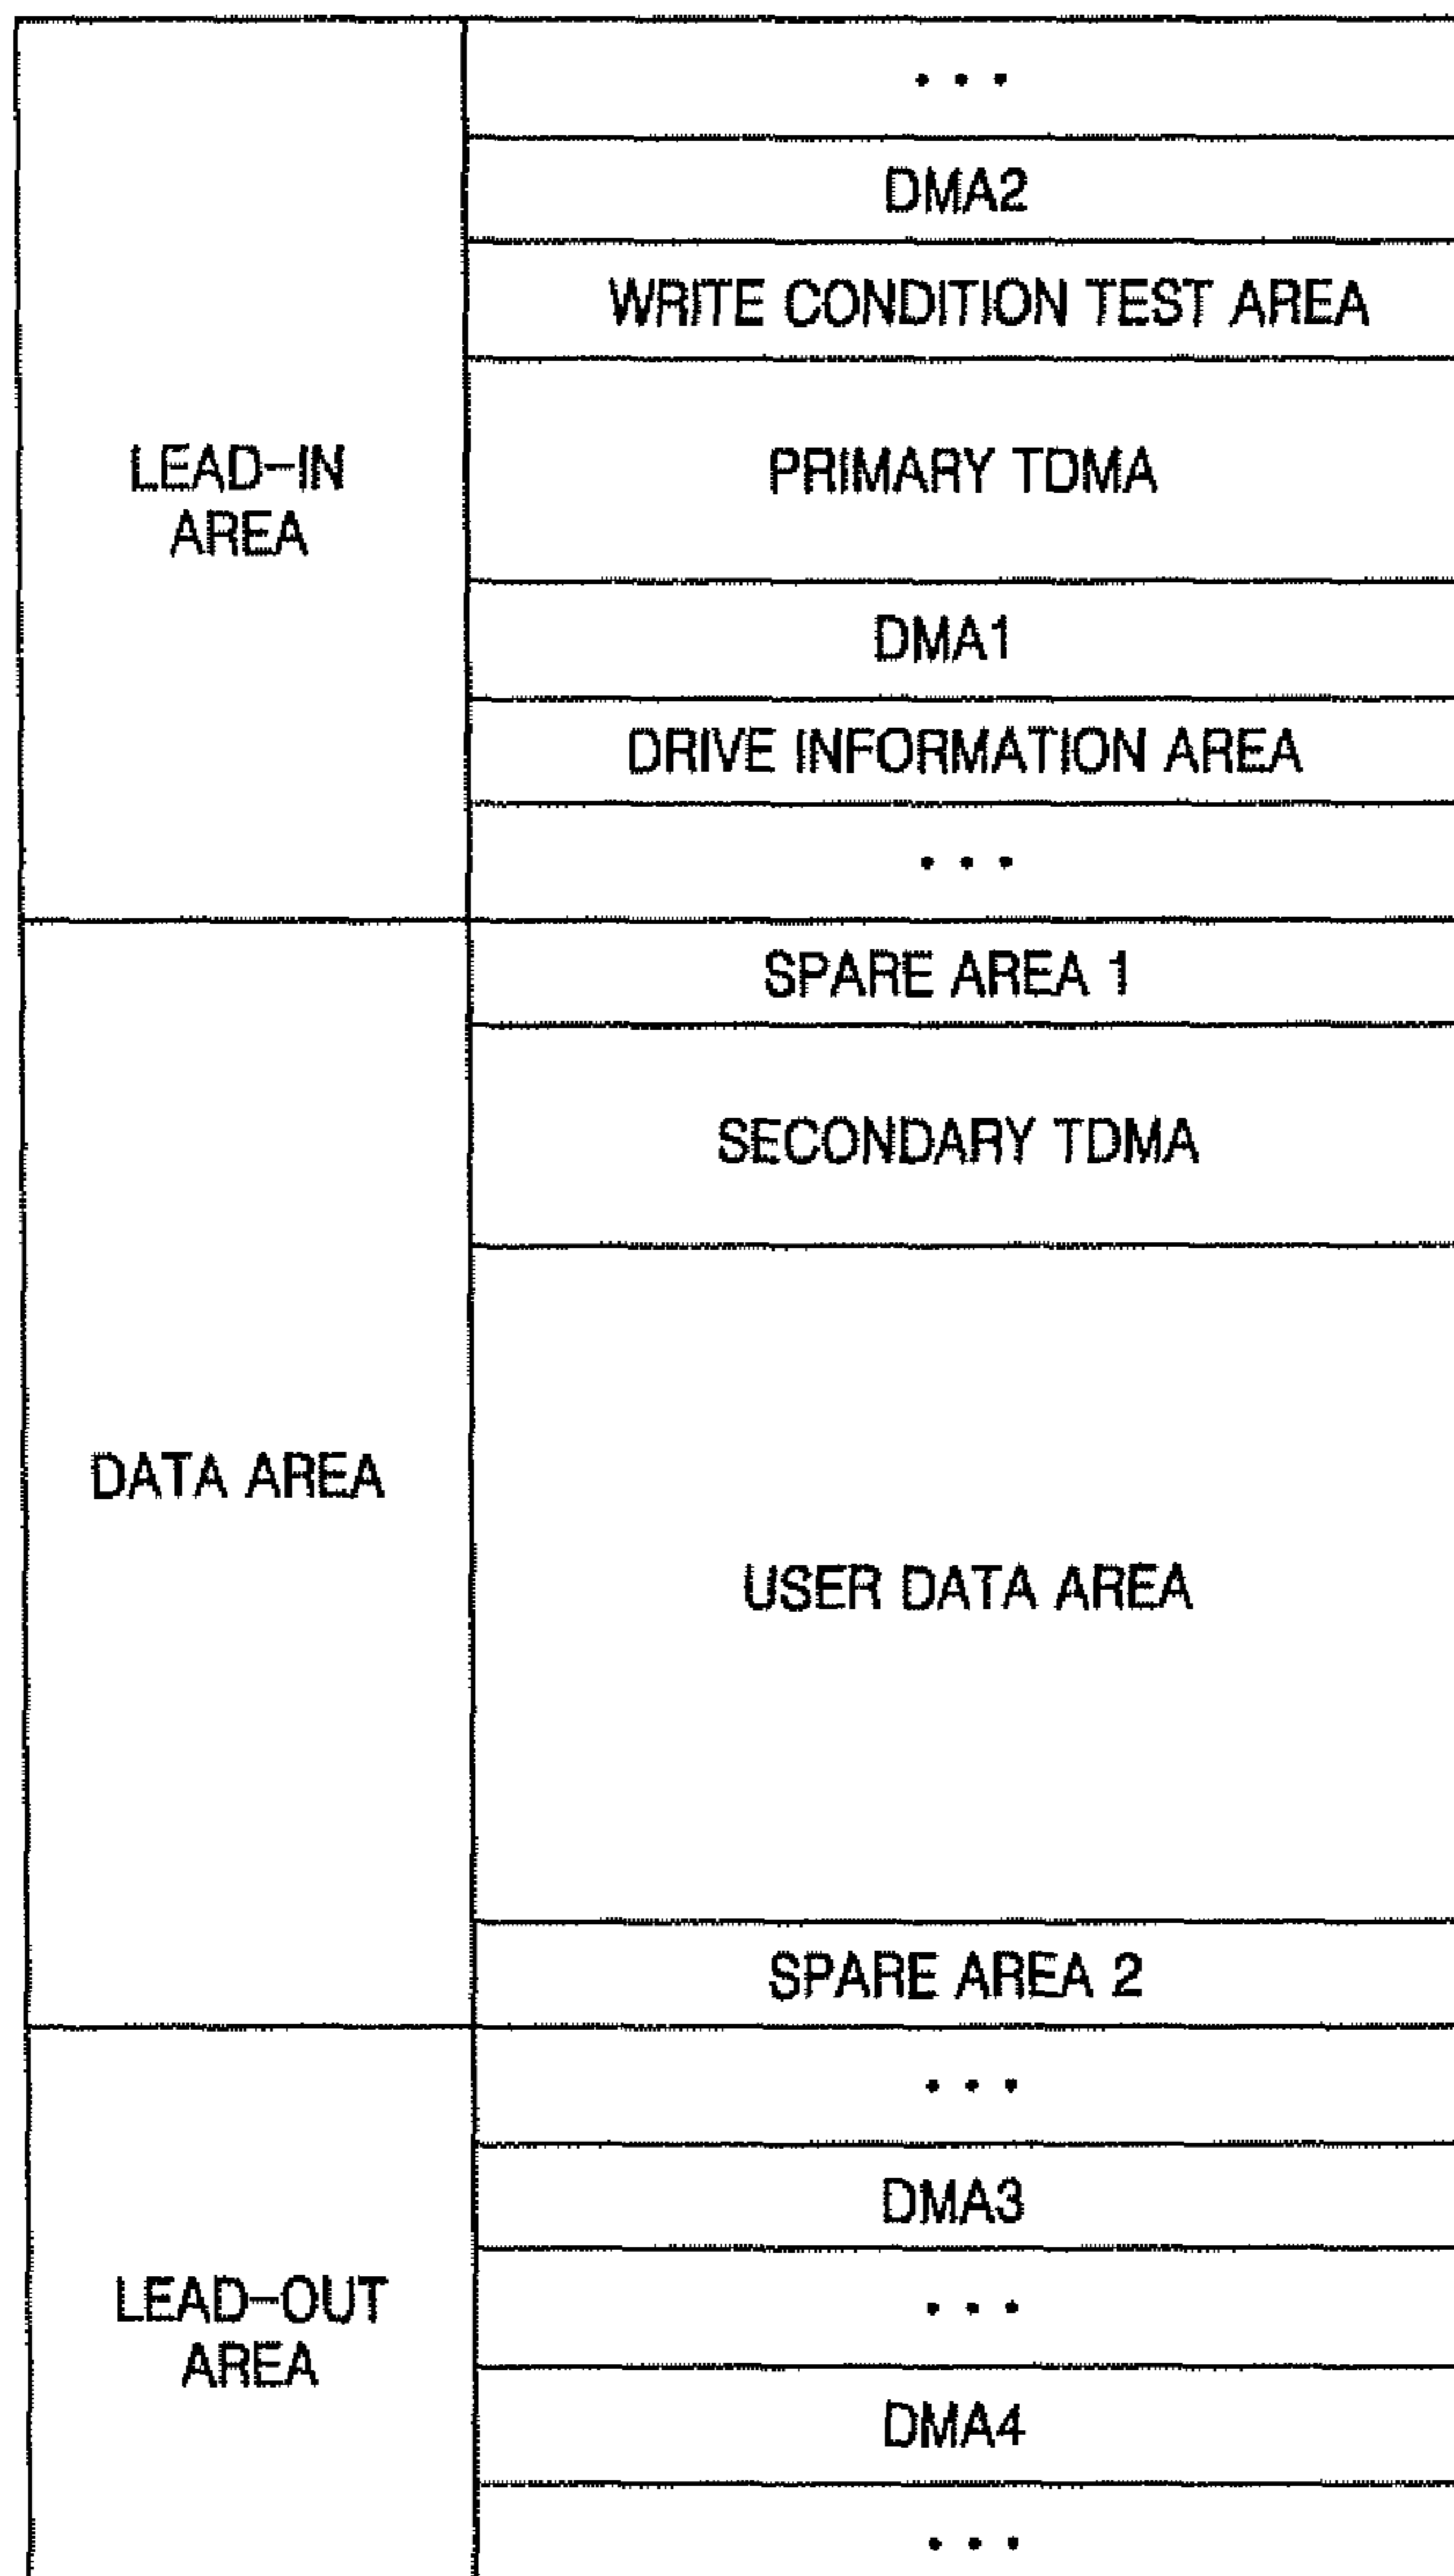 • • •
DMA2
WRITE CONDITION TEST AREA
LEAD-IN
AREA
PRIMARY TDMA
DMA1
DRIVE INFORMATION AREA
• • •
DATA AREA
SPARE AREA 1
SECONDARY TDMA
USER DATA AREA
SPARE AREA 2
LEAD-OUT
AREA
• • •
DMA3
• • •
DMA4
• • •